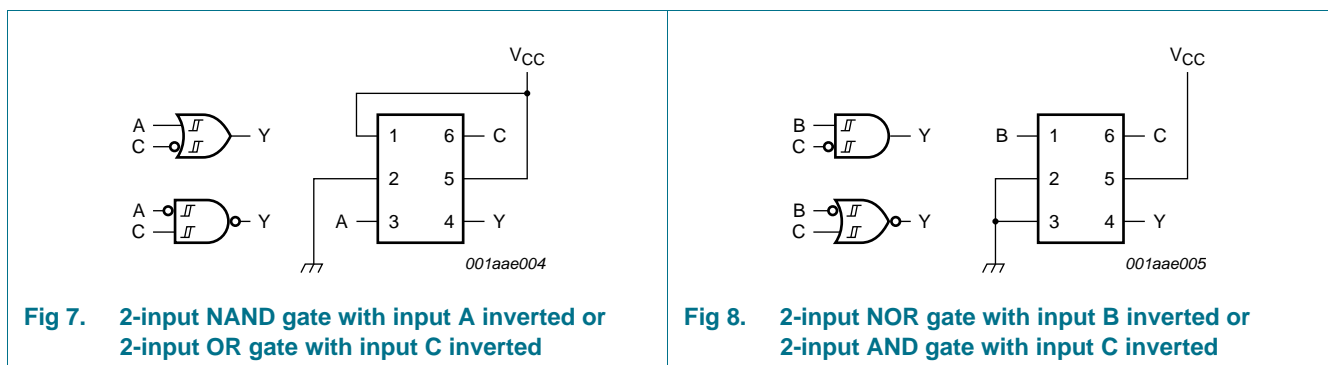 VCC
A
C
Y
1 6 C
2 5
A 3 4 Y
A
C
Y
001aae004
Fig 7. 2-input NAND gate with input A inverted or
2-input OR gate with input C inverted
VCC
B
C
Y
B 1 6 C
2 5
3 4 Y
B
C
Y
001aae005
Fig 8. 2-input NOR gate with input B inverted or
2-input AND gate with input C inverted